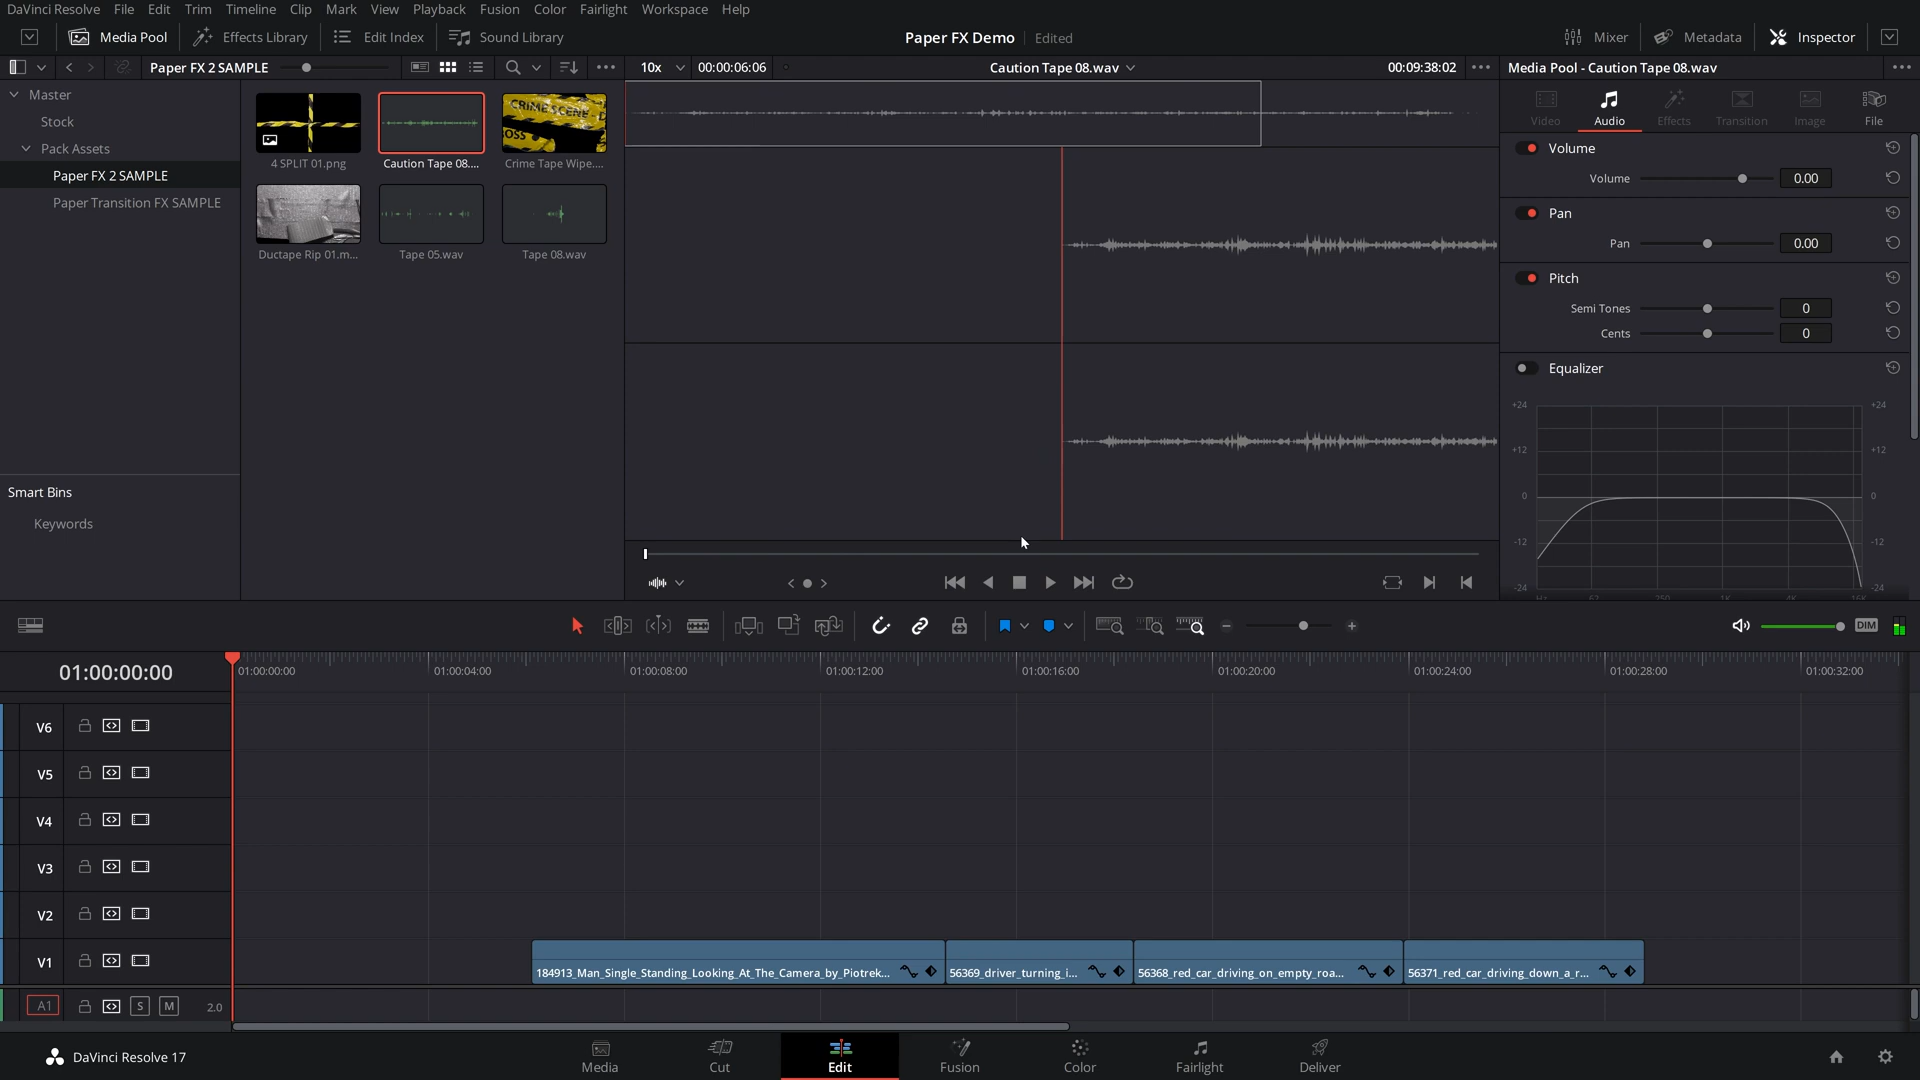 DaVinci Resolve File Edit Trim Timeline Clip Mark View Playback Fusion Color Fairlight Workspace Help
Media Pool Effects Library Edit Index Sound Library Paper FX Demo Edited Mixer Metadata Inspector
Paper FX 2 SAMPLE 10x 00:00:06:06 Caution Tape 08.wav 00:09:38:02 Media Pool - Caution Tape 08.wav
Master
Stock
Pack Assets
Paper FX 2 SAMPLE
Paper Transition FX SAMPLE
Smart Bins
Keywords
CRIME SCENE
4 SPLIT 01.png Caution Tape 08.... Crime Tape Wipe....
Ductape Rip 01.m... Tape 05.wav Tape 08.wav
Video Audio Effects Transition Image File
Volume
Volume 0.00
Pan
Pan 0.00
Pitch
Semi Tones 0
Cents 0
Equalizer
+24 +24
+12 +12
0 0
-12 -12
-24 -24
DIM
01:00:00:00 01:00:00:00 01:00:04:00 01:00:08:00 01:00:12:00 01:00:16:00 01:00:20:00 01:00:24:00 01:00:28:00 01:00:32:00
V6
V5
V4
V3
V2
V1 184913_Man_Single_Standing_Looking_At_The_Camera_by_Piotrek... 56369_driver_turning_i... 56368_red_car_driving_on_empty_roa... 56371_red_car_driving_down_a_r...
A1 S M 2.0
DaVinci Resolve 17 Media Cut Edit Fusion Color Fairlight Deliver